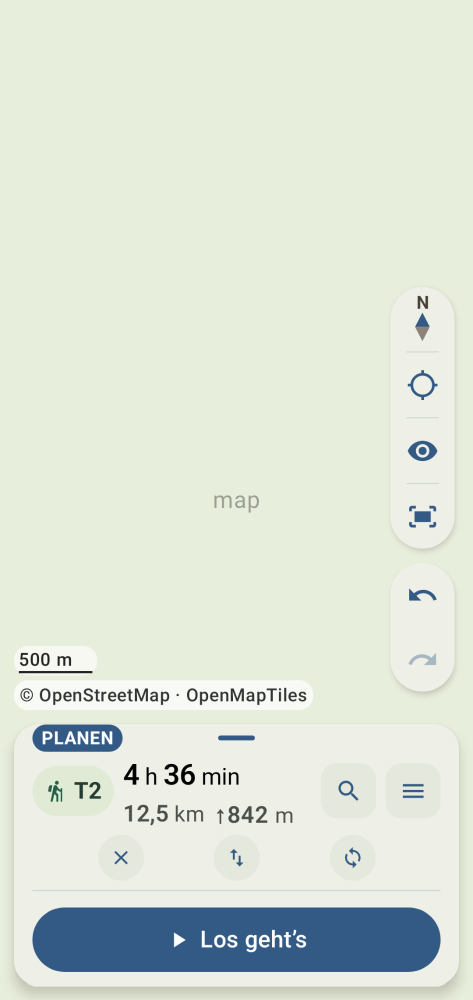 N
map
500 m
© OpenStreetMap · OpenMapTiles
PLANEN
T2
4 h 36 min
12,5 km ↑842 m
Los geht’s